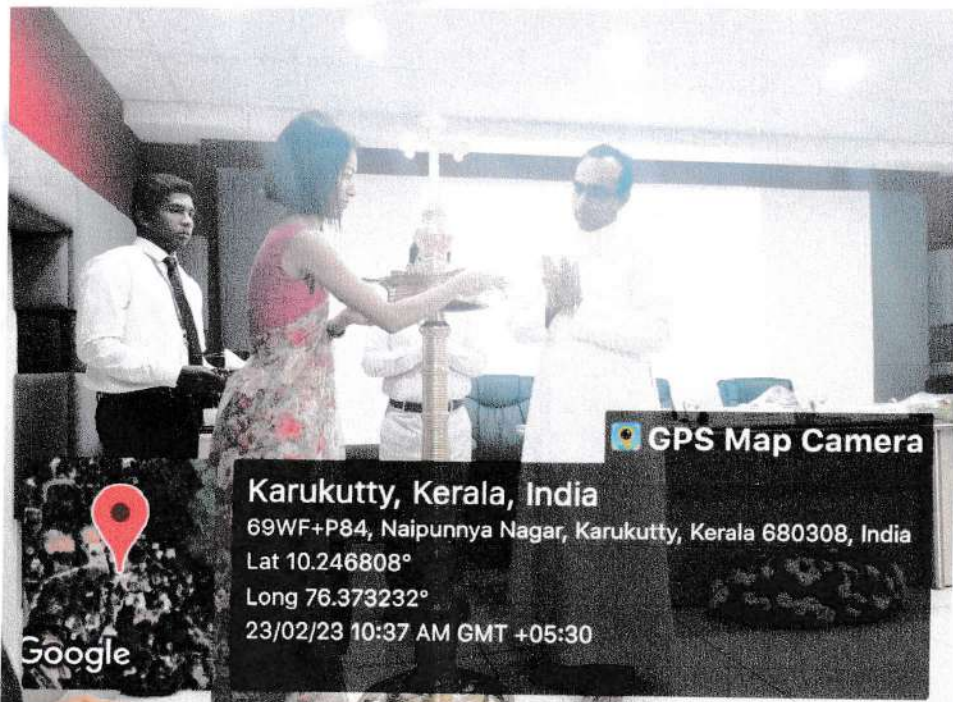 GPS Map Camera
Karukutty, Kerala, India
69WF+P84, Naipunnya Nagar, Karukutty, Kerala 680308, India
Lat 10.246808°
Long 76.373232°
23/02/23 10:37 AM GMT +05:30
Google